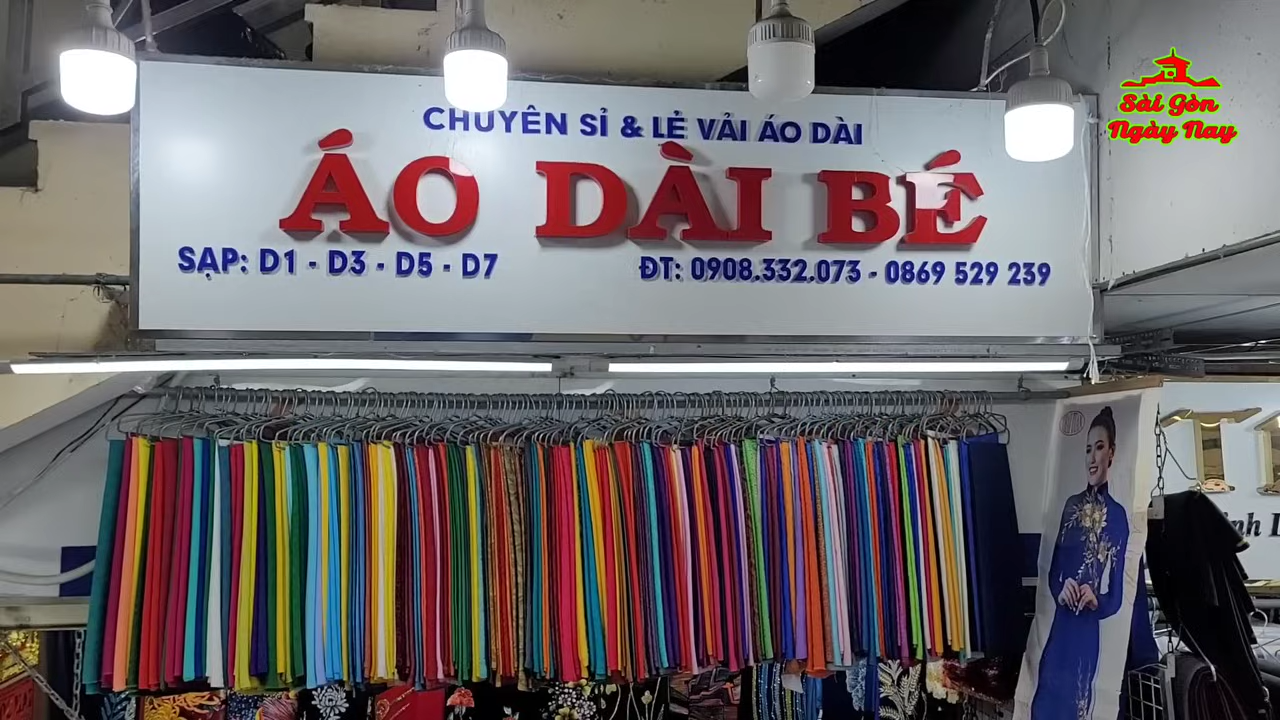 CHUYÊN SỈ & LẺ VẢI ÁO DÀI
ÁO DÀI BÉ
SẠP: D1 - D3 - D5 - D7
ĐT: 0908.332.073 - 0869 529 239
Sài Gòn
Ngày Nay